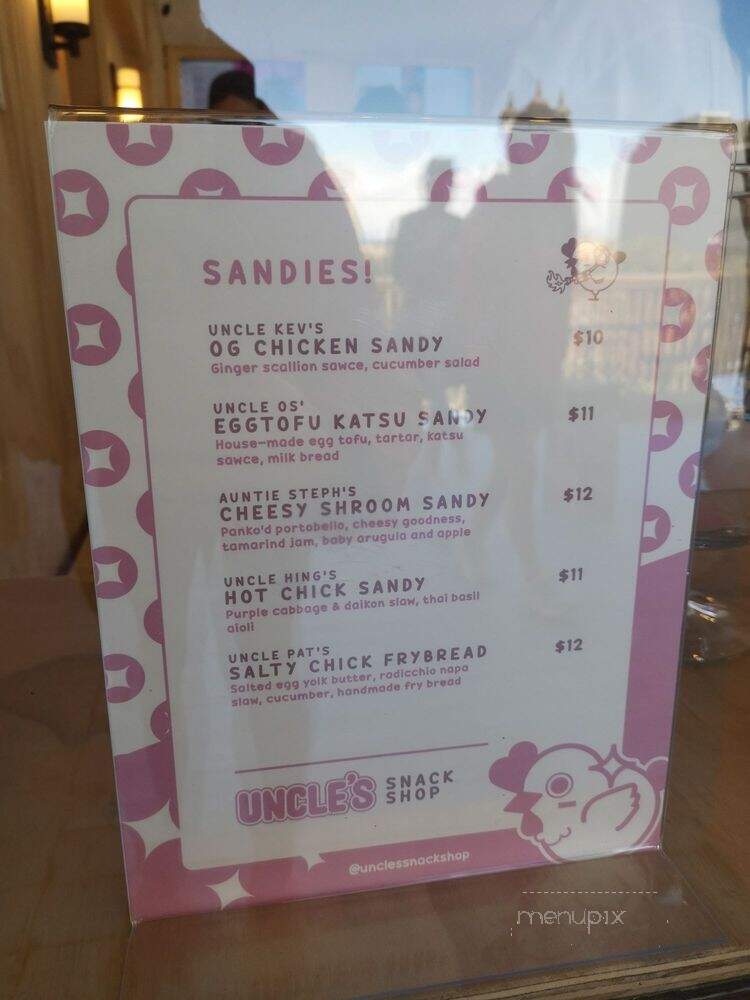 SANDIES!
UNCLE KEV'S
OG CHICKEN SANDY
$10
Ginger scallion sawce, cucumber salad
UNCLE OS'
EGGTOFU KATSU SANDY
$11
House-made egg tofu, tartar, katsu
sawce, milk bread
AUNTIE STEPH'S
CHEESY SHROOM SANDY
$12
Panko'd portobello, cheesy goodness,
tamarind jam, baby arugula and apple
UNCLE HING'S
HOT CHICK SANDY
$11
Purple cabbage & daikon slaw, thai basil
aioli
UNCLE PAT'S
SALTY CHICK FRYBREAD
$12
Salted egg yolk butter, radicchio napa
slaw, cucumber, handmade fry bread
UNCLE'S SNACK
SHOP
@unclessnackshop
menupix